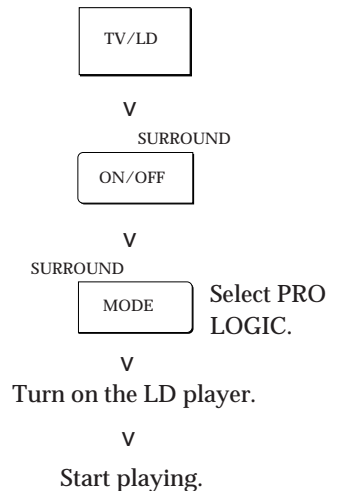 TV/LD
V
SURROUND
ON/OFF
V
SURROUND
MODE
Select PRO
LOGIC.
V
Turn on the LD player.
V
Start playing.